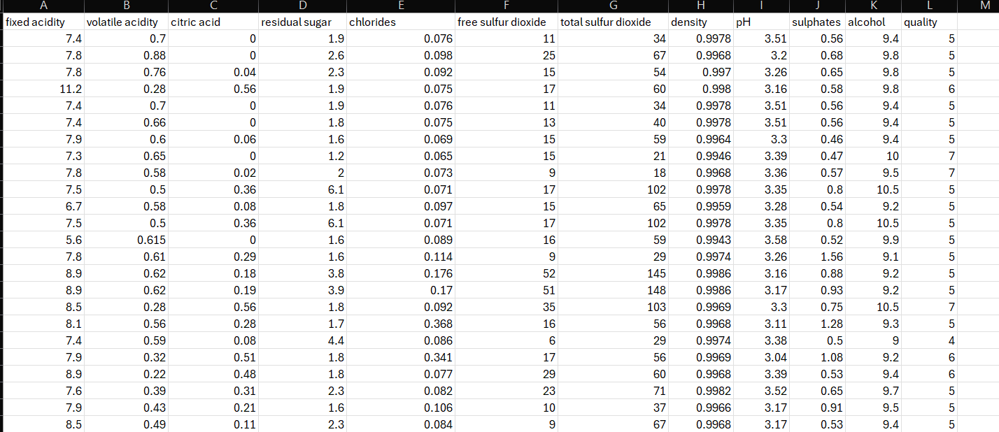 A B C D E F G H I J K L M
fixed acidity volatile acidity citric acid residual sugar chlorides free sulfur dioxide total sulfur dioxide density pH sulphates alcohol quality
7.4 0.7 0 1.9 0.076 11 34 0.9978 3.51 0.56 9.4 5
7.8 0.88 0 2.6 0.098 25 67 0.9968 3.2 0.68 9.8 5
7.8 0.76 0.04 2.3 0.092 15 54 0.997 3.26 0.65 9.8 5
11.2 0.28 0.56 1.9 0.075 17 60 0.998 3.16 0.58 9.8 6
7.4 0.7 0 1.9 0.076 11 34 0.9978 3.51 0.56 9.4 5
7.4 0.66 0 1.8 0.075 13 40 0.9978 3.51 0.56 9.4 5
7.9 0.6 0.06 1.6 0.069 15 59 0.9964 3.3 0.46 9.4 5
7.3 0.65 0 1.2 0.065 15 21 0.9946 3.39 0.47 10 7
7.8 0.58 0.02 2 0.073 9 18 0.9968 3.36 0.57 9.5 7
7.5 0.5 0.36 6.1 0.071 17 102 0.9978 3.35 0.8 10.5 5
6.7 0.58 0.08 1.8 0.097 15 65 0.9959 3.28 0.54 9.2 5
7.5 0.5 0.36 6.1 0.071 17 102 0.9978 3.35 0.8 10.5 5
5.6 0.615 0 1.6 0.089 16 59 0.9943 3.58 0.52 9.9 5
7.8 0.61 0.29 1.6 0.114 9 29 0.9974 3.26 1.56 9.1 5
8.9 0.62 0.18 3.8 0.176 52 145 0.9986 3.16 0.88 9.2 5
8.9 0.62 0.19 3.9 0.17 51 148 0.9986 3.17 0.93 9.2 5
8.5 0.28 0.56 1.8 0.092 35 103 0.9969 3.3 0.75 10.5 7
8.1 0.56 0.28 1.7 0.368 16 56 0.9968 3.11 1.28 9.3 5
7.4 0.59 0.08 4.4 0.086 6 29 0.9974 3.38 0.5 9 4
7.9 0.32 0.51 1.8 0.341 17 56 0.9969 3.04 1.08 9.2 6
8.9 0.22 0.48 1.8 0.077 29 60 0.9968 3.39 0.53 9.4 6
7.6 0.39 0.31 2.3 0.082 23 71 0.9982 3.52 0.65 9.7 5
7.9 0.43 0.21 1.6 0.106 10 37 0.9966 3.17 0.91 9.5 5
8.5 0.49 0.11 2.3 0.084 9 67 0.9968 3.17 0.53 9.4 5